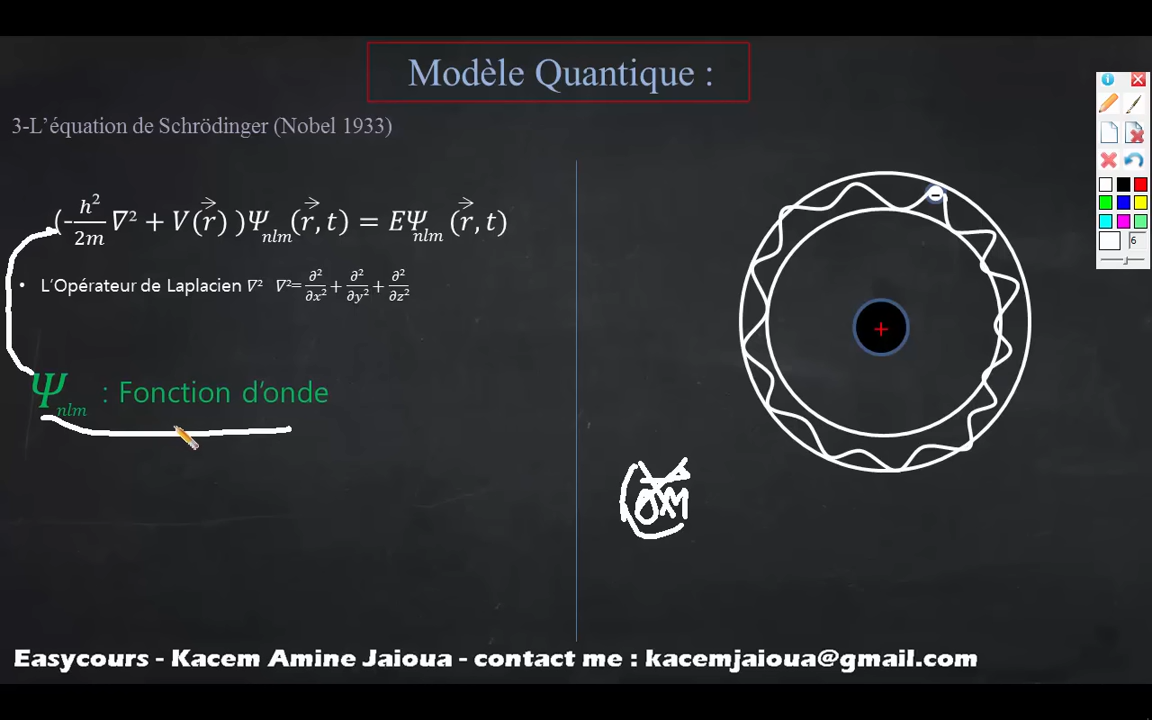 Modèle Quantique :
3-L'équation de Schrödinger (Nobel 1933)
(-h²/2m ∇² + V(r⃗) )Ψnlm(r⃗, t) = EΨnlm (r⃗, t)
• L'Opérateur de Laplacien ∇² ∇²=∂²/∂x²+∂²/∂y²+∂²/∂z²
Ψnlm : Fonction d'onde
-
+
6
Easycours - Kacem Amine Jaioua - contact me : kacemjaioua@gmail.com